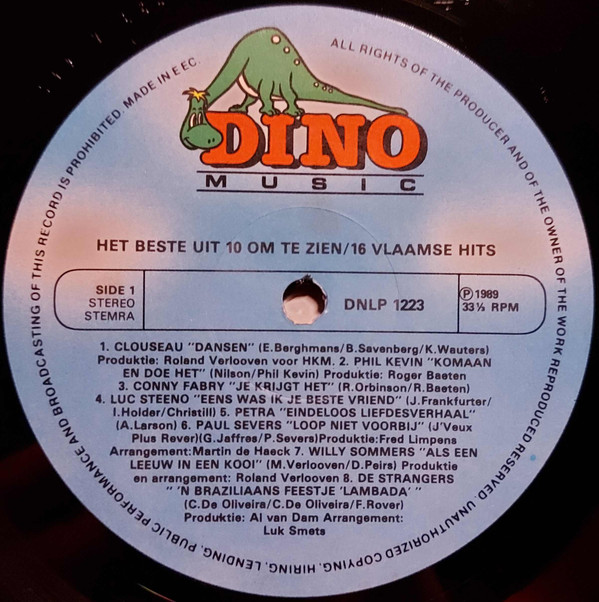 DINO
MUSIC
ALL RIGHTS OF THE PRODUCER AND OF THE OWNER OF THE WORK REPRODUCED RESERVED. UNAUTHORIZED COPYING, HIRING, LENDING, PUBLIC PERFORMANCE AND BROADCASTING OF THIS RECORD IS PROHIBITED. MADE IN EEC.
HET BESTE UIT 10 OM TE ZIEN/16 VLAAMSE HITS
SIDE 1
STEREO
STEMRA
DNLP 1223
Ⓟ 1989
33⅓ RPM
1. CLOUSEAU "DANSEN" (E.Berghmans/B.Savenberg/K.Wauters)
Produktie: Roland Verlooven voor HKM. 2. PHIL KEVIN "KOMAAN
EN DOE HET" (Nilson/Phil Kevin) Produktie: Roger Baeten
3. CONNY FABRY "JE KRIJGT HET" (R.Orbinson/R.Baeten)
4. LUC STEENO "EENS WAS IK JE BESTE VRIEND" (J.Frankfurter/
I.Holder/Christill) 5. PETRA "EINDELOOS LIEFDESVERHAAL"
(A.Larson) 6. PAUL SEVERS "LOOP NIET VOORBIJ" (J'Veux
Plus Rever)(G.Jaffres/P.Severs)Produktie:Fred Limpens
Arrangement:Martin de Haeck 7. WILLY SOMMERS "ALS EEN
LEEUW IN EEN KOOI" (M.Verlooven/D.Peirs) Produktie
en arrangement: Roland Verlooven 8. DE STRANGERS
"'N BRAZILIAANS FEESTJE 'LAMBADA' "
(C.De Oliveira/C.De Oliveira/F.Rover)
Produktie: Al van Dam Arrangement:
Luk Smets